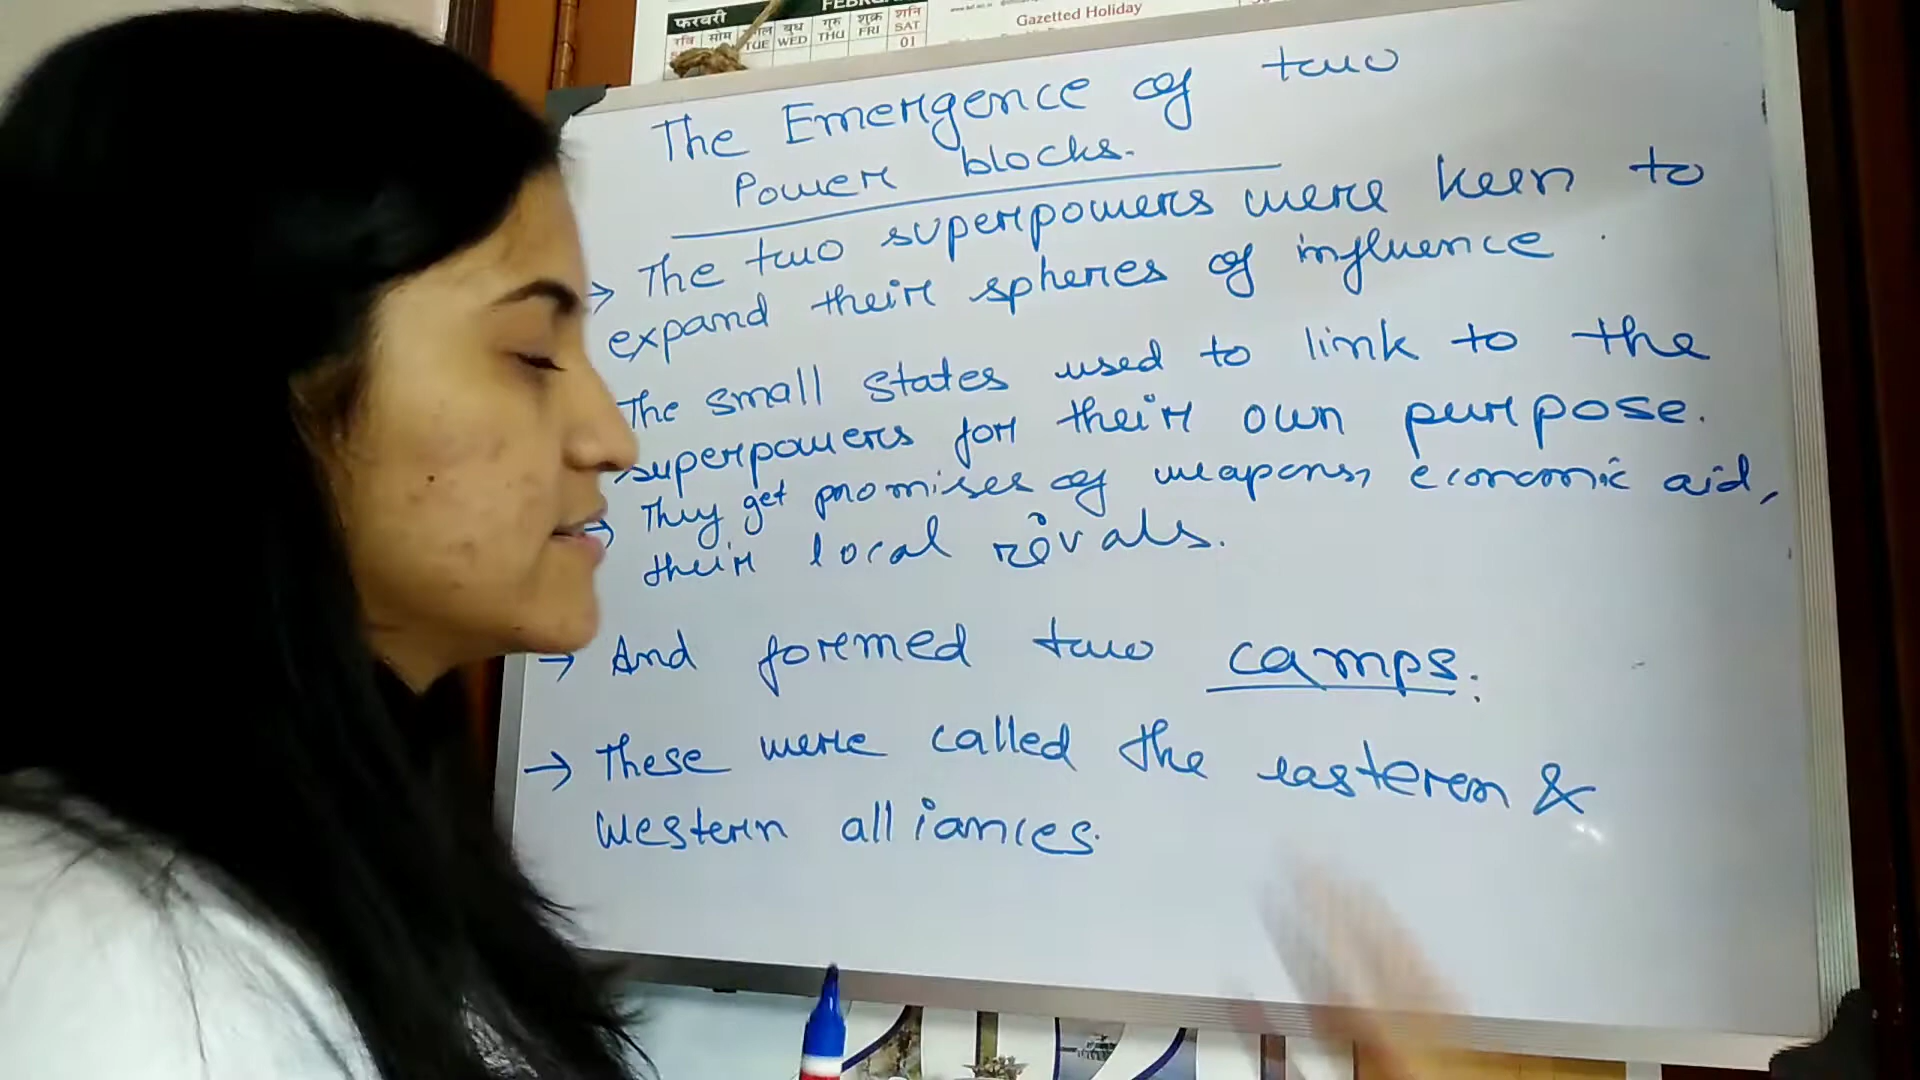 फरवरी FEBR
रवि सोम बुध गुरु शुक्र शनि
TUE WED THU FRI SAT
01
Gazetted Holiday
The Emergence of two
Power blocks.
→ The two superpowers were keen to
expand their spheres of influence.
The small states used to link to the
superpowers for their own purpose.
→ They get promises of weapons, economic aid,
their local rivals.
→ And formed two camps.
→ These were called the eastern &
Western alliances.